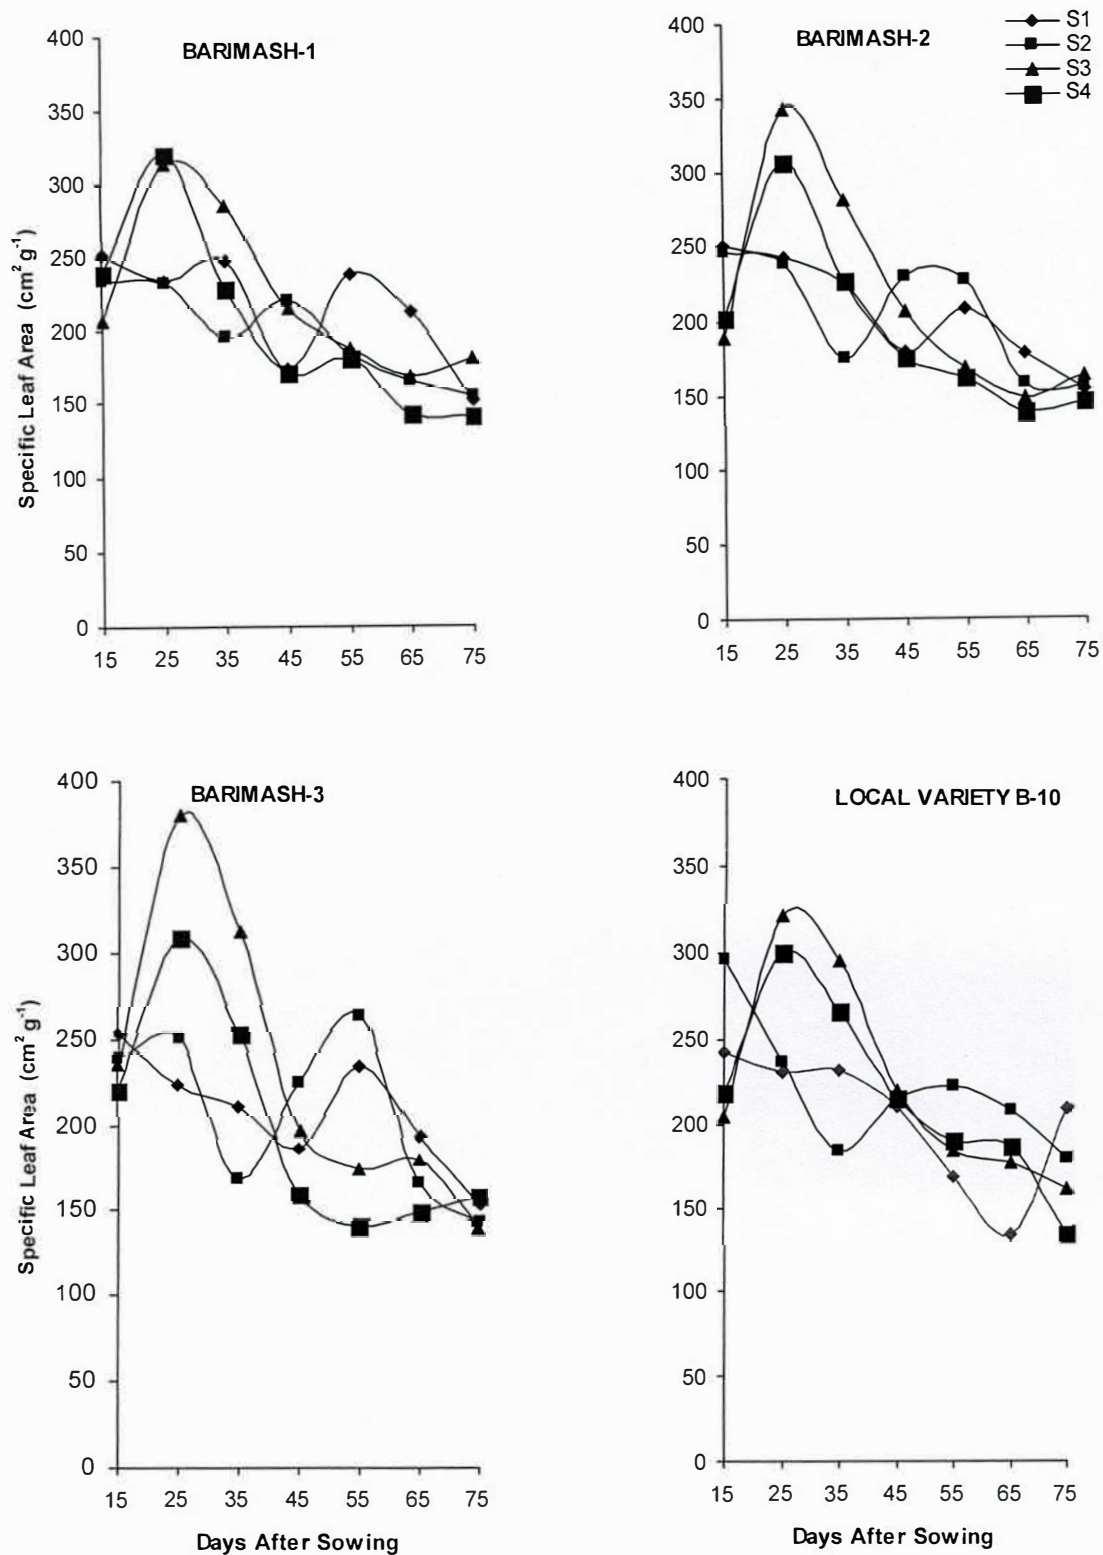 BARIMASH-1
400
350
300
250
200
150
100
50
0
Specific Leaf Area (cm² g⁻¹)
15 25 35 45 55 65 75
BARIMASH-2
S1
S2
S3
S4
400
350
300
250
200
150
100
50
0
15 25 35 45 55 65 75
BARIMASH-3
400
350
300
250
200
150
100
50
0
Specific Leaf Area (cm² g⁻¹)
15 25 35 45 55 65 75
Days After Sowing
LOCAL VARIETY B-10
400
350
300
250
200
150
100
50
0
15 25 35 45 55 65 75
Days After Sowing